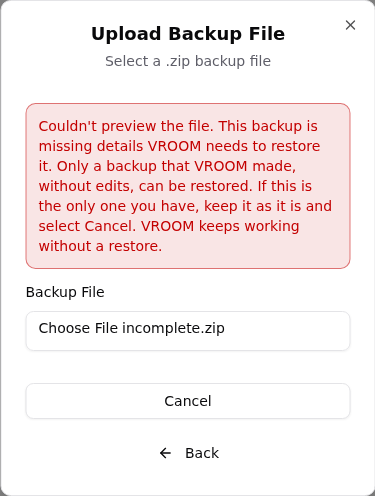 Upload Backup File
Select a .zip backup file
Couldn't preview the file. This backup is
missing details VROOM needs to restore
it. Only a backup that VROOM made,
without edits, can be restored. If this is
the only one you have, keep it as it is and
select Cancel. VROOM keeps working
without a restore.
Backup File
Choose File incomplete.zip
Cancel
Back